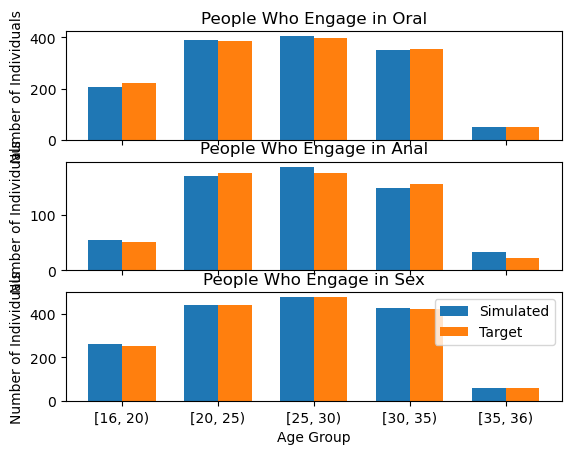 People Who Engage in Oral
Number of Individuals
400
200
0
People Who Engage in Anal
Number of Individuals
100
0
People Who Engage in Sex
Number of Individuals
400
200
0
Simulated
Target
[16, 20)
[20, 25)
[25, 30)
[30, 35)
[35, 36)
Age Group